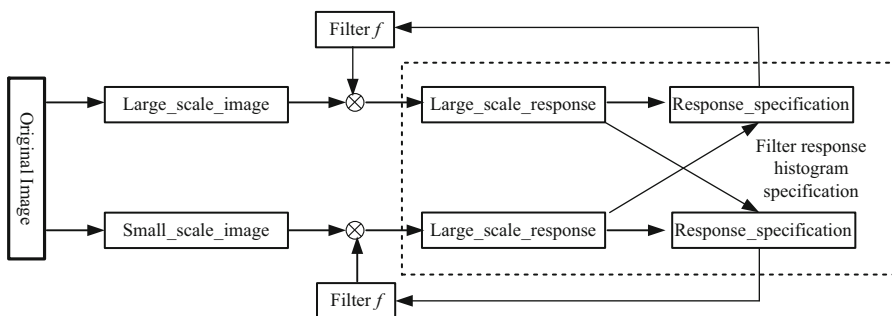 Filter f
Original Image
Large_scale_image
Large_scale_response
Response_specification
Filter response
histogram
specification
Small_scale_image
Large_scale_response
Response_specification
Filter f